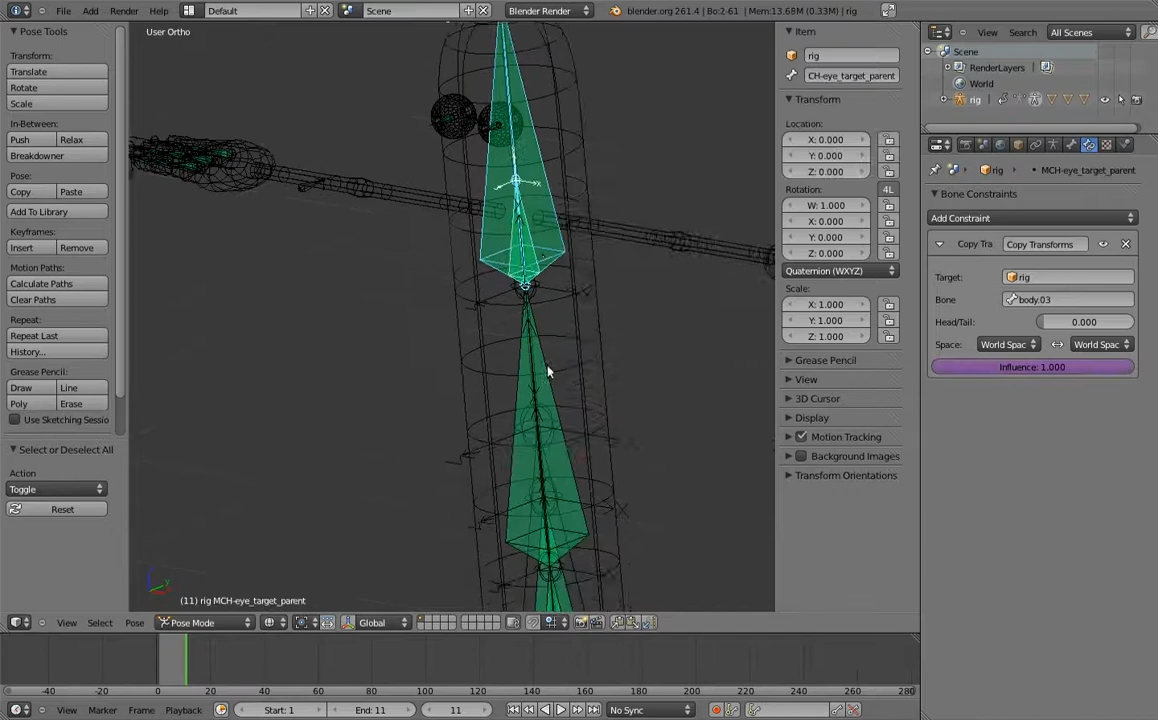 File Add Render Help Default Scene Blender Render blender.org 261.4 | Bo:2-61 | Mem:13.68M (0.33M) | rig
Pose Tools
Transform:
Translate
Rotate
Scale
In-Between:
Push Relax
Breakdowner
Pose:
Copy Paste
Add To Library
Keyframes:
Insert Remove
Motion Paths:
Calculate Paths
Clear Paths
Repeat:
Repeat Last
History...
Grease Pencil:
Draw Line
Poly Erase
Use Sketching Sessio
Select or Deselect All
Action
Toggle
Reset
User Ortho
(11) rig MCH-eye_target_parent
Item
rig
CH-eye_target_parent
Transform
Location:
X: 0.000
Y: 0.000
Z: 0.000
Rotation: 4L
W: 1.000
X: 0.000
Y: 0.000
Z: 0.000
Quaternion (WXYZ)
Scale:
X: 1.000
Y: 1.000
Z: 1.000
Grease Pencil
View
3D Cursor
Display
Motion Tracking
Background Images
Transform Orientations
View Search All Scenes
Scene
RenderLayers
World
rig
rig MCH-eye_target_parent
Bone Constraints
Add Constraint
Copy Tra Copy Transforms
Target: rig
Bone body.03
Head/Tail: 0.000
Space: World Spac World Spac
Influence: 1.000
View Select Pose Pose Mode Global
-40 -20 0 20 40 60 80 100 120 140 160 180 200 220 240 260 280
View Marker Frame Playback Start: 1 End: 11 11 No Sync